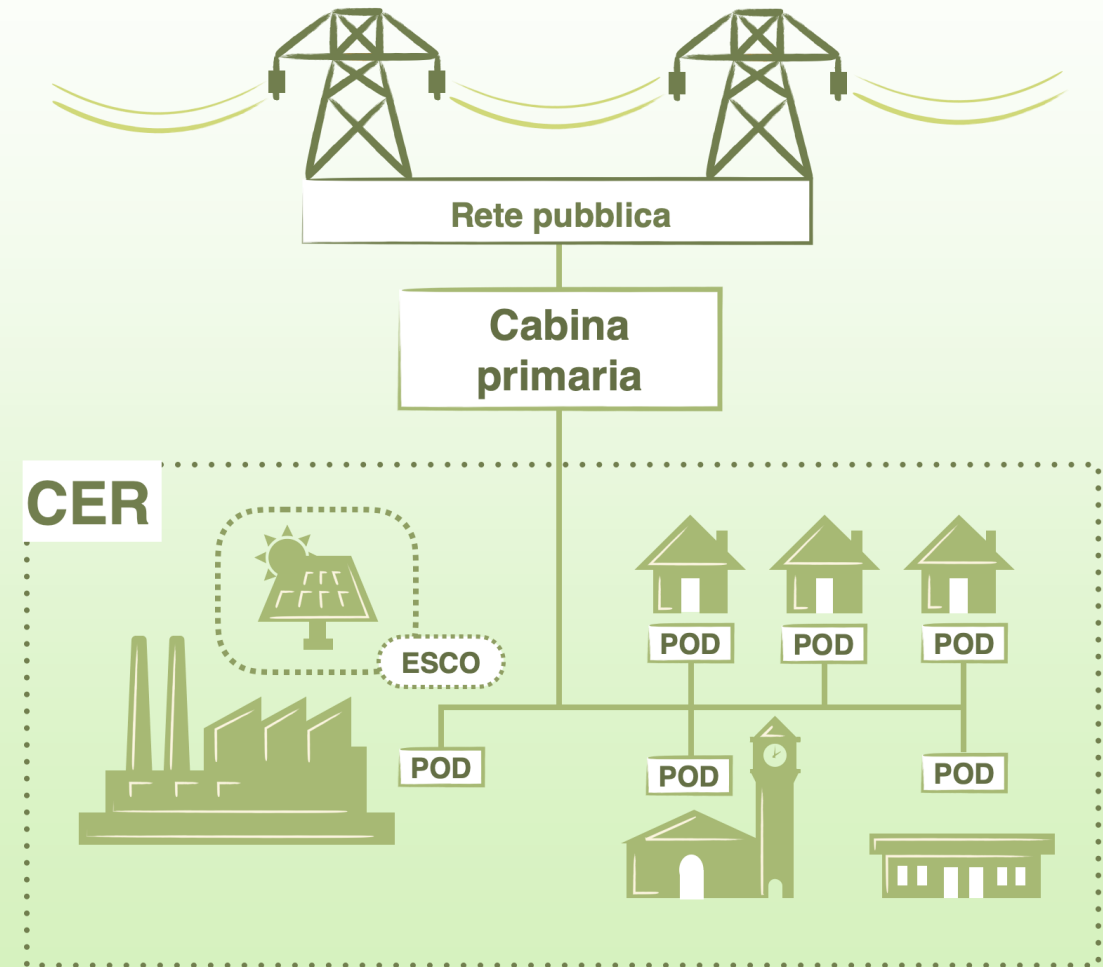 Rete pubblica
Cabina
primaria
CER
ESCO
POD
POD
POD
POD
POD
POD